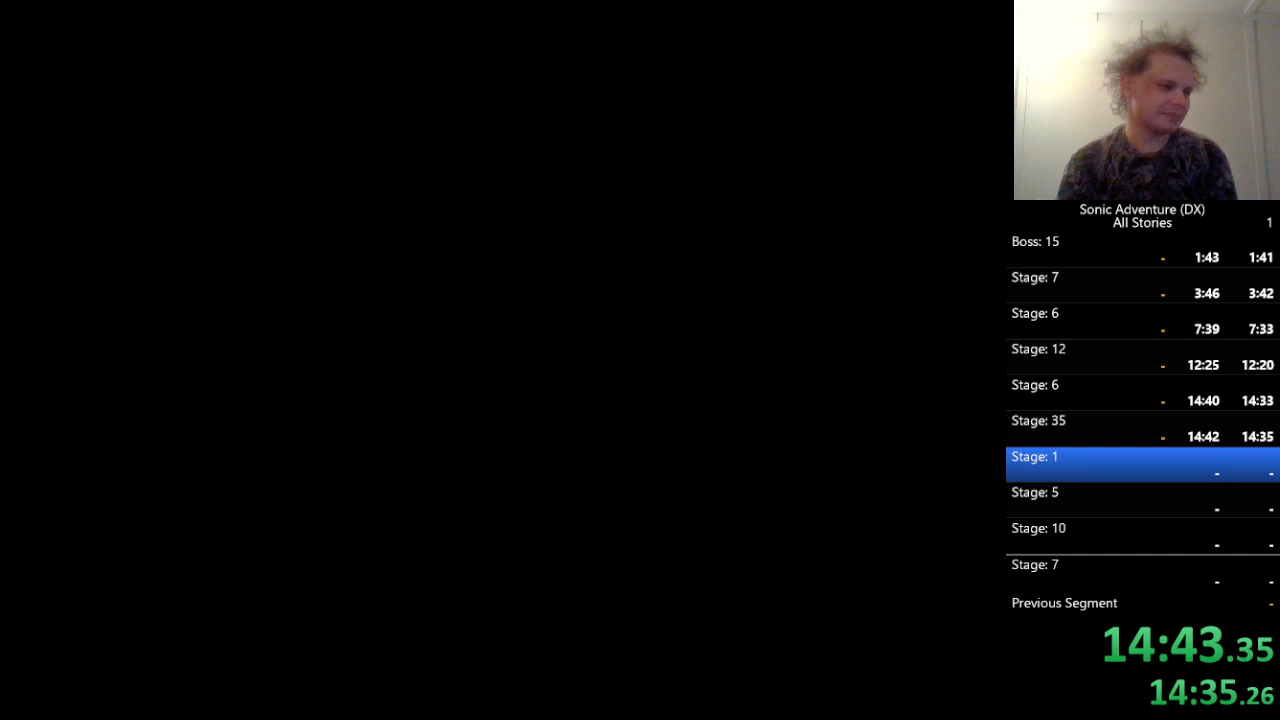 Sonic Adventure (DX)
All Stories 1
Boss: 15
- 1:43 1:41
Stage: 7
- 3:46 3:42
Stage: 6
- 7:39 7:33
Stage: 12
- 12:25 12:20
Stage: 6
- 14:40 14:33
Stage: 35
- 14:42 14:35
Stage: 1
- -
Stage: 5
- -
Stage: 10
- -
Stage: 7
- -
Previous Segment -
14:43.35
14:35.26